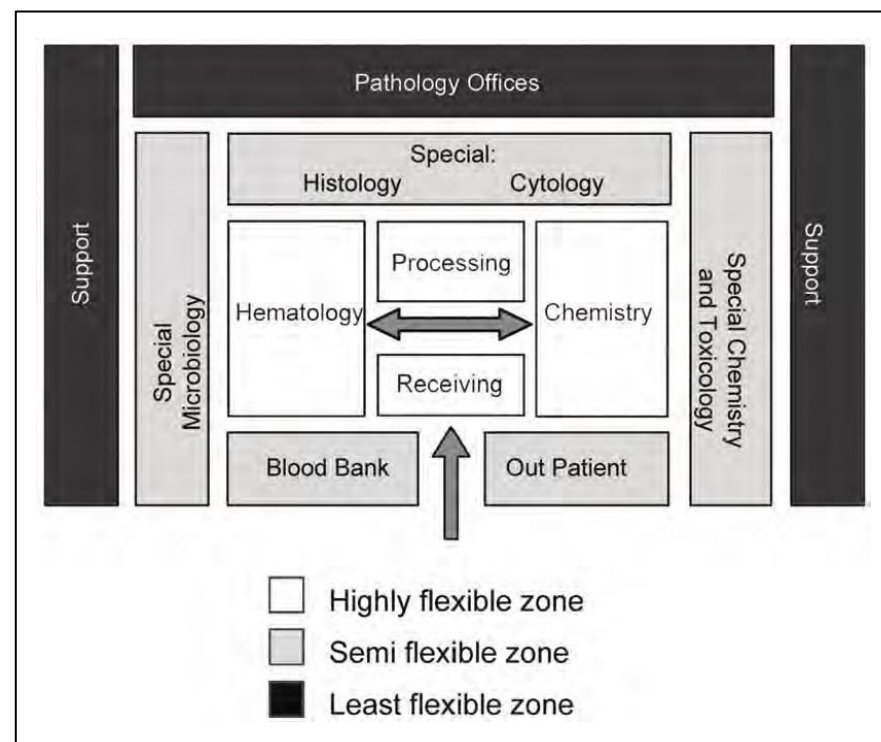 Pathology Offices
Support
Special:
Histology Cytology
Special
Microbiology
Hematology
Processing
Receiving
Chemistry
Special Chemistry
and Toxicology
Support
Blood Bank
Out Patient
Highly flexible zone
Semi flexible zone
Least flexible zone